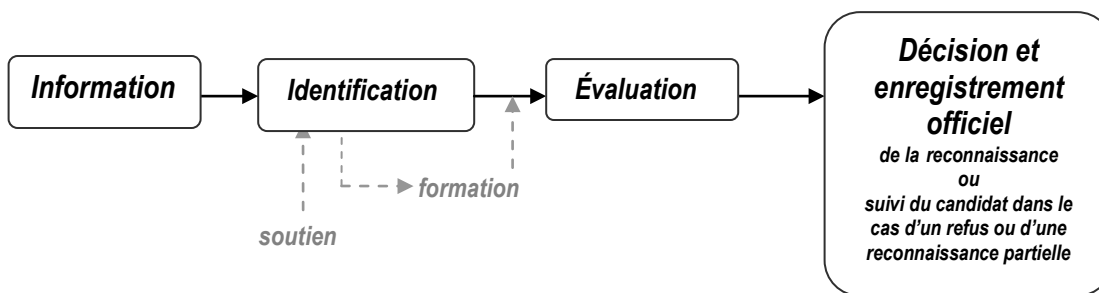 Information
Identification
Évaluation
Décision et
enregistrement
officiel
de la reconnaissance
ou
suivi du candidat dans le
cas d'un refus ou d'une
reconnaissance partielle
formation
soutien